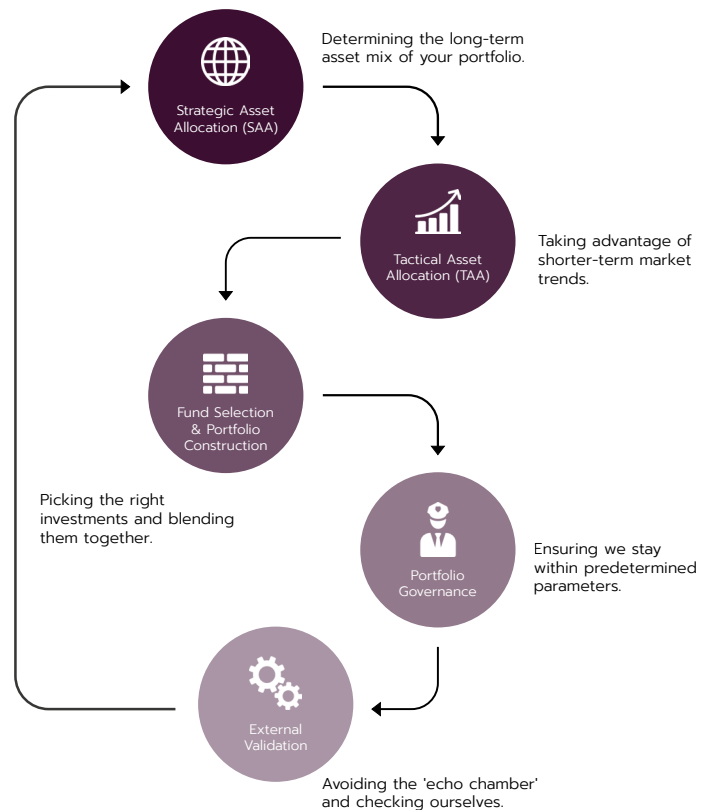 Strategic Asset
Allocation (SAA)
Determining the long-term
asset mix of your portfolio.
Tactical Asset
Allocation (TAA)
Taking advantage of
shorter-term market
trends.
Fund Selection
& Portfolio
Construction
Picking the right
investments and blending
them together.
Portfolio
Governance
Ensuring we stay
within predetermined
parameters.
External
Validation
Avoiding the 'echo chamber'
and checking ourselves.